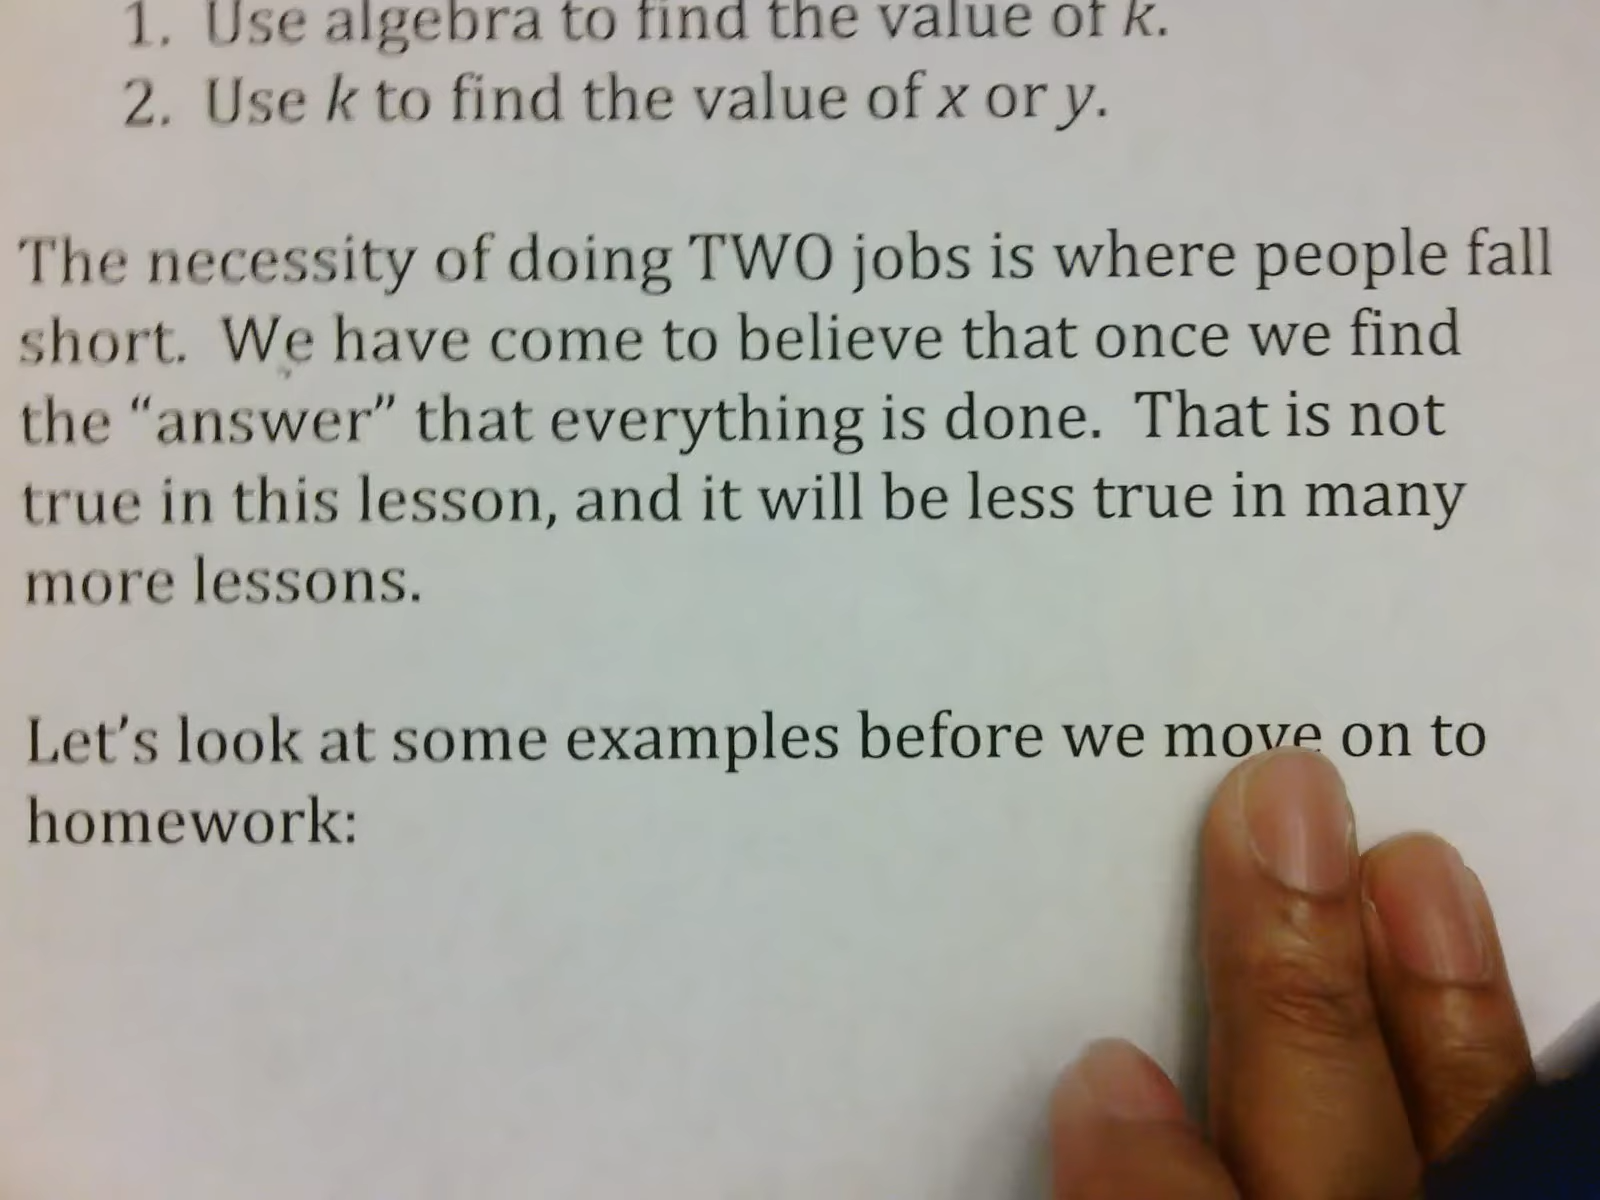 1. Use algebra to find the value of k.
2. Use k to find the value of x or y.
The necessity of doing TWO jobs is where people fall
short. We have come to believe that once we find
the “answer” that everything is done. That is not
true in this lesson, and it will be less true in many
more lessons.
Let’s look at some examples before we move on to
homework: